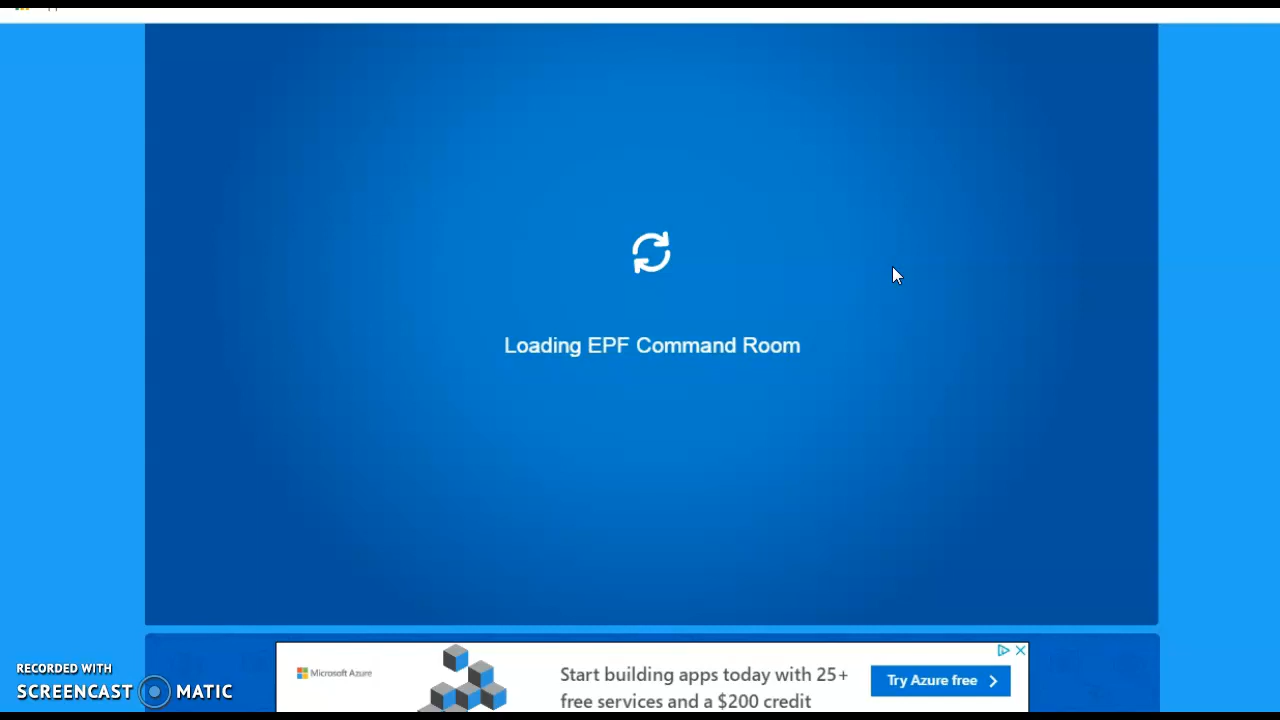 Loading EPF Command Room
Microsoft Azure
Start building apps today with 25+
free services and a $200 credit
Try Azure free
RECORDED WITH
SCREENCAST MATIC